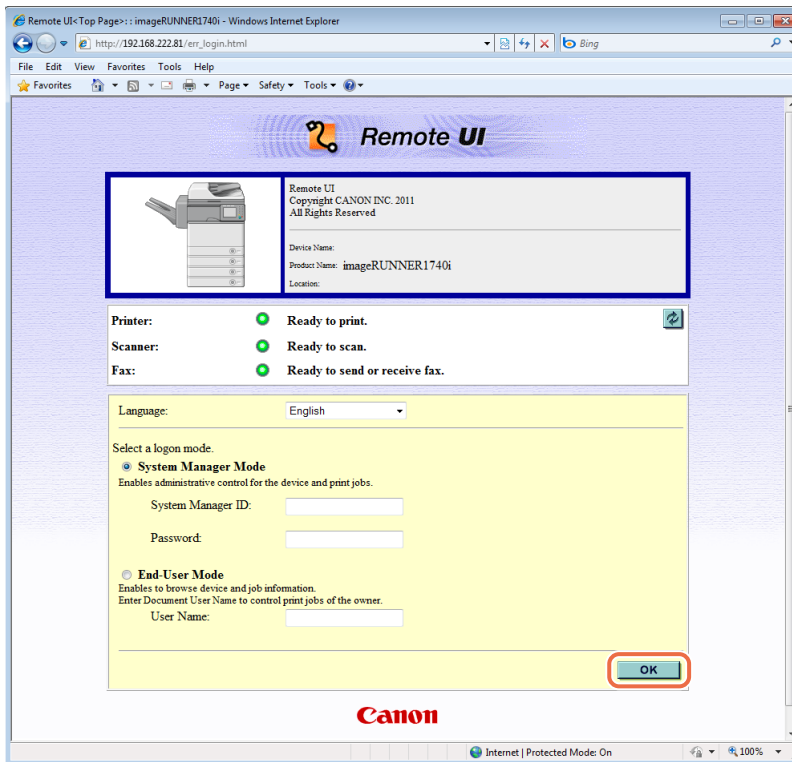 Remote UI<Top Page>: : imageRUNNER1740i - Windows Internet Explorer
http://192.168.222.81/err_login.html
Bing
File Edit View Favorites Tools Help
Favorites Page Safety Tools
Remote UI
Remote UI
Copyright CANON INC. 2011
All Rights Reserved
Device Name:
Product Name: imageRUNNER1740i
Location:
Printer: Ready to print.
Scanner: Ready to scan.
Fax: Ready to send or receive fax.
Language: English
Select a logon mode.
System Manager Mode
Enables administrative control for the device and print jobs.
System Manager ID:
Password:
End-User Mode
Enables to browse device and job information.
Enter Document User Name to control print jobs of the owner.
User Name:
OK
Canon
Internet | Protected Mode: On 100%